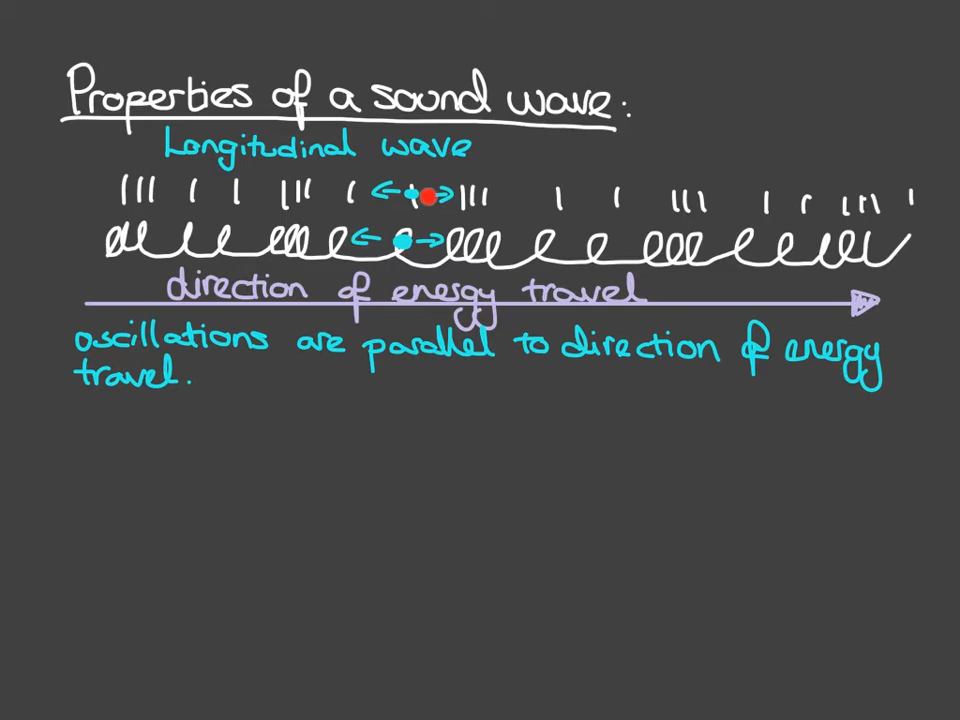 Properties of a sound wave:
Longitudinal wave
direction of energy travel
oscillations are parallel to direction of energy
travel.